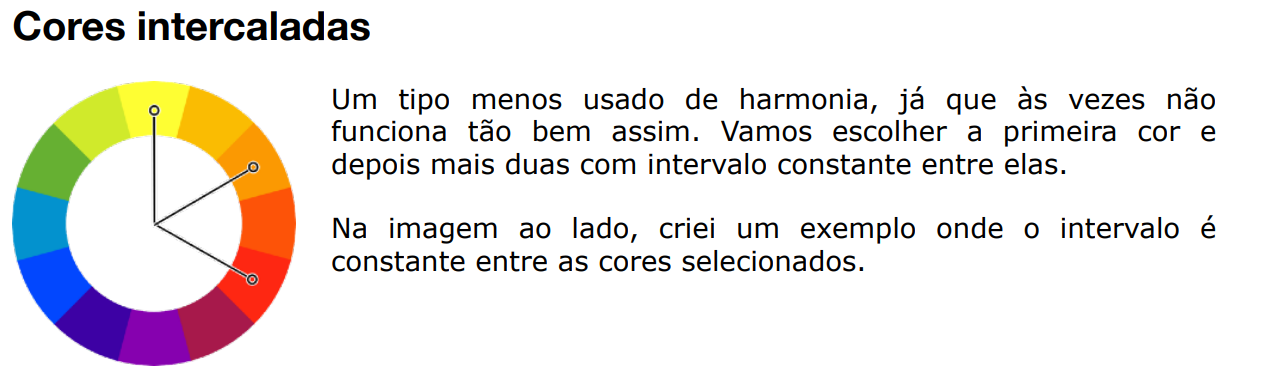 Cores intercaladas
Um tipo menos usado de harmonia, já que às vezes não
funciona tão bem assim. Vamos escolher a primeira cor e
depois mais duas com intervalo constante entre elas.
Na imagem ao lado, criei um exemplo onde o intervalo é
constante entre as cores selecionados.